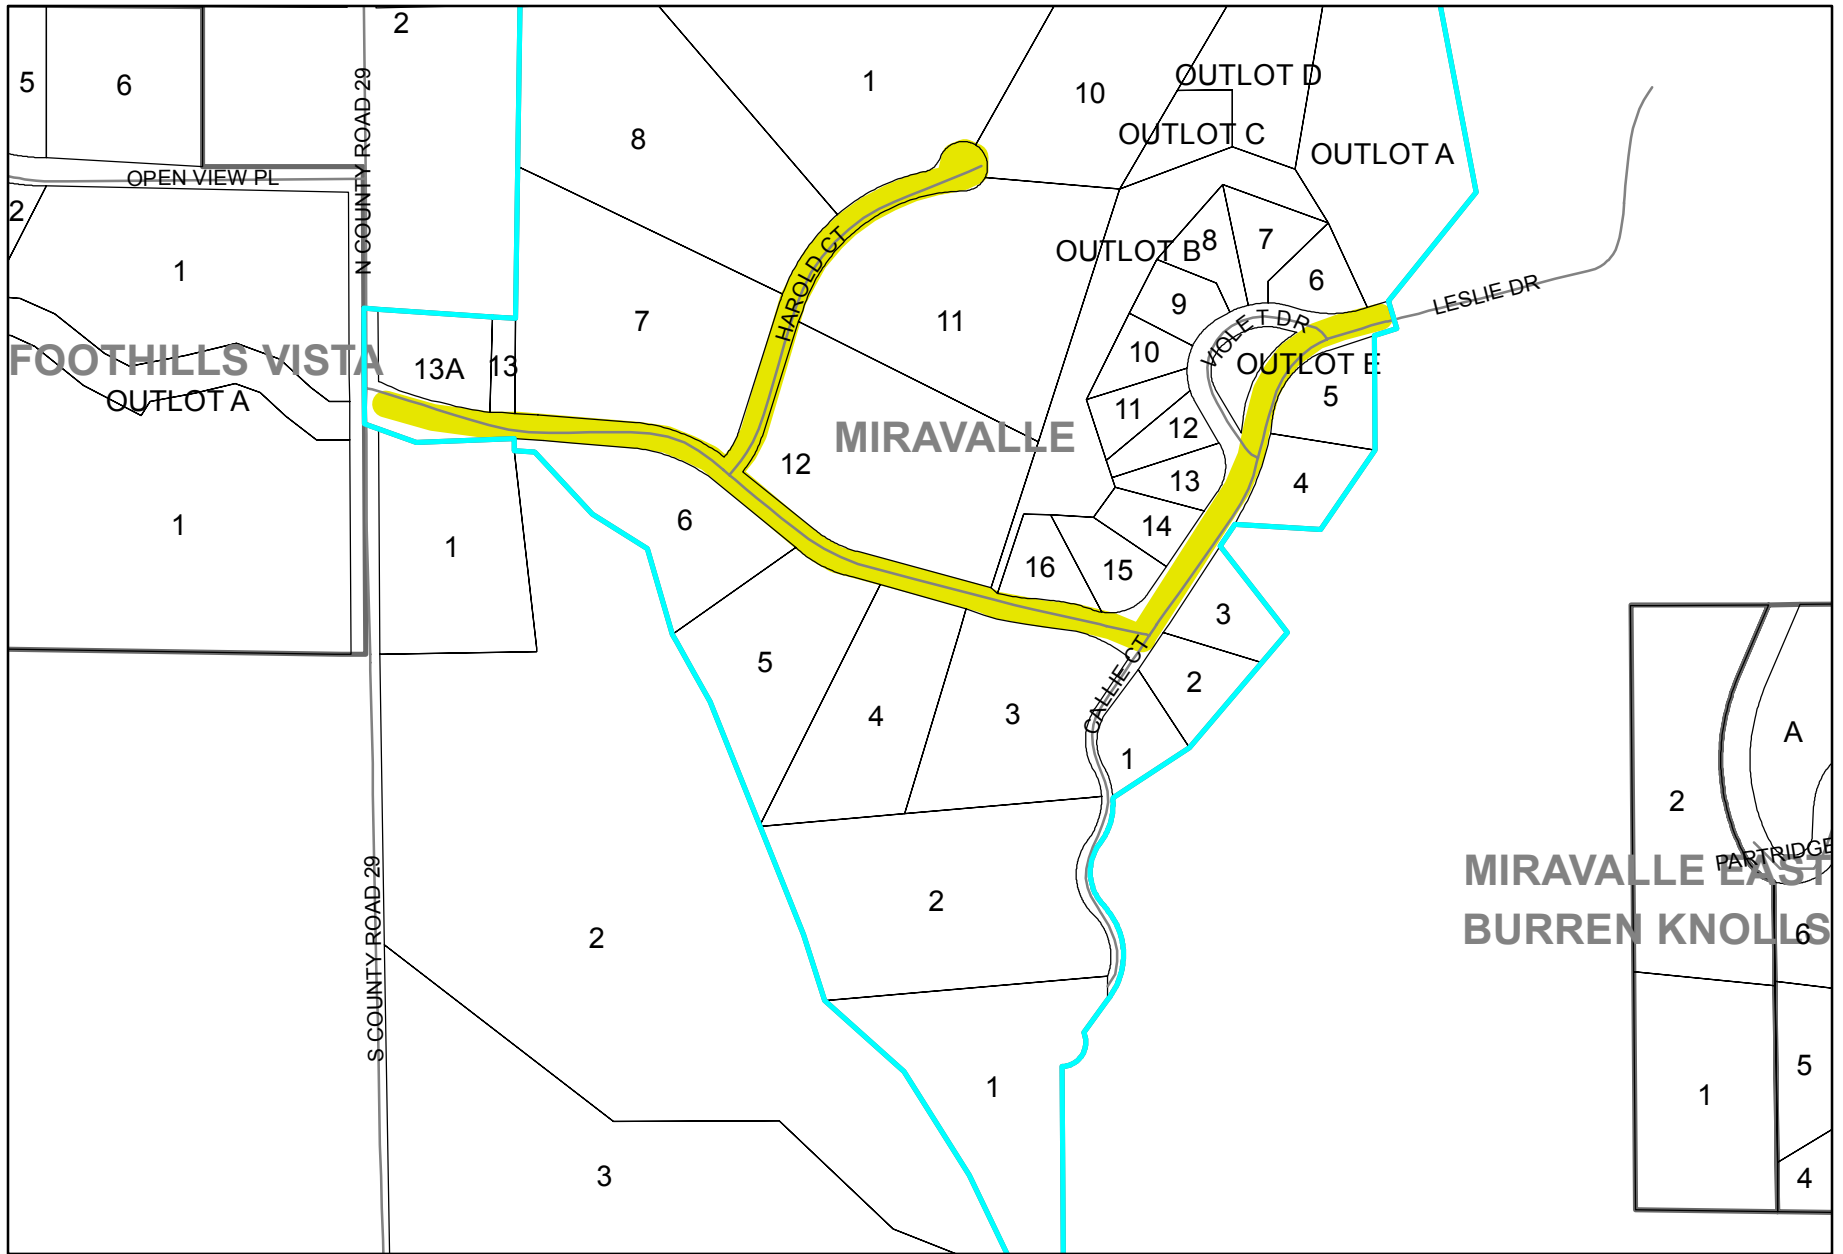 2
5
6
1
10
OUTLOT D
8
OUTLOT C
OUTLOT A
N COUNTY ROAD 29
OPEN VIEW PL
2
1
HAROLD CT
OUTLOT B
8
7
6
9
LESLIE DR
7
11
VIOLET DR
FOOTHILLS VISTA
13A
13
10
OUTLOT E
OUTLOT A
11
5
MIRAVALLE
12
12
13
4
6
1
1
14
16
15
3
5
CALLIE CT
2
4
3
1
A
2
PARTRIDGE
MIRAVALLE EAST
2
S COUNTY ROAD 29
2
BURREN KNOLLS
6
1
5
1
3
4